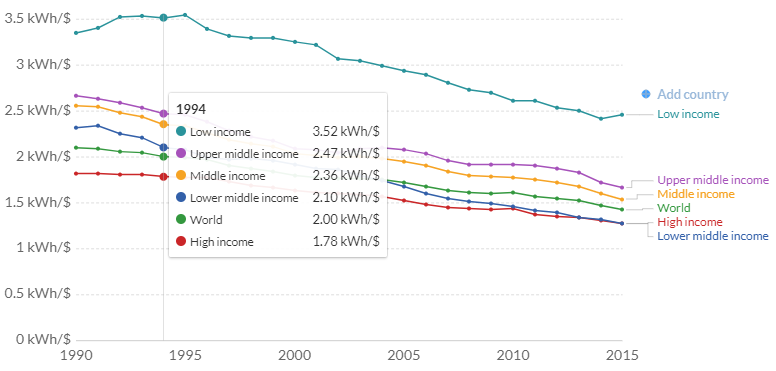 3.5 kWh/$
3 kWh/$
2.5 kWh/$
2 kWh/$
1.5 kWh/$
1 kWh/$
0.5 kWh/$
0 kWh/$
1990 1995 2000 2005 2010 2015
1994
Low income 3.52 kWh/$
Upper middle income 2.47 kWh/$
Middle income 2.36 kWh/$
Lower middle income 2.10 kWh/$
World 2.00 kWh/$
High income 1.78 kWh/$
Add country
Low income
Upper middle income
Middle income
World
High income
Lower middle income